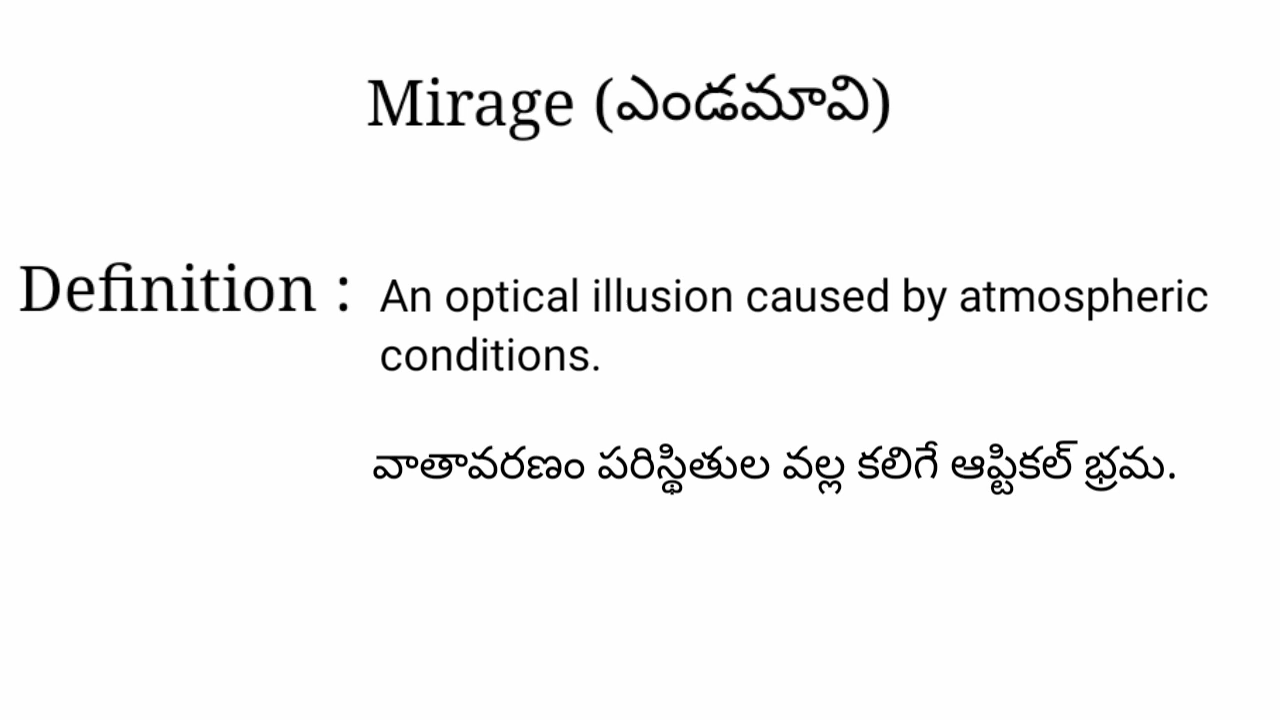 Mirage (ఎండమావి)
Definition : An optical illusion caused by atmospheric
conditions.
వాతావరణం పరిస్థితుల వల్ల కలిగే ఆప్టికల్ భ్రమ.